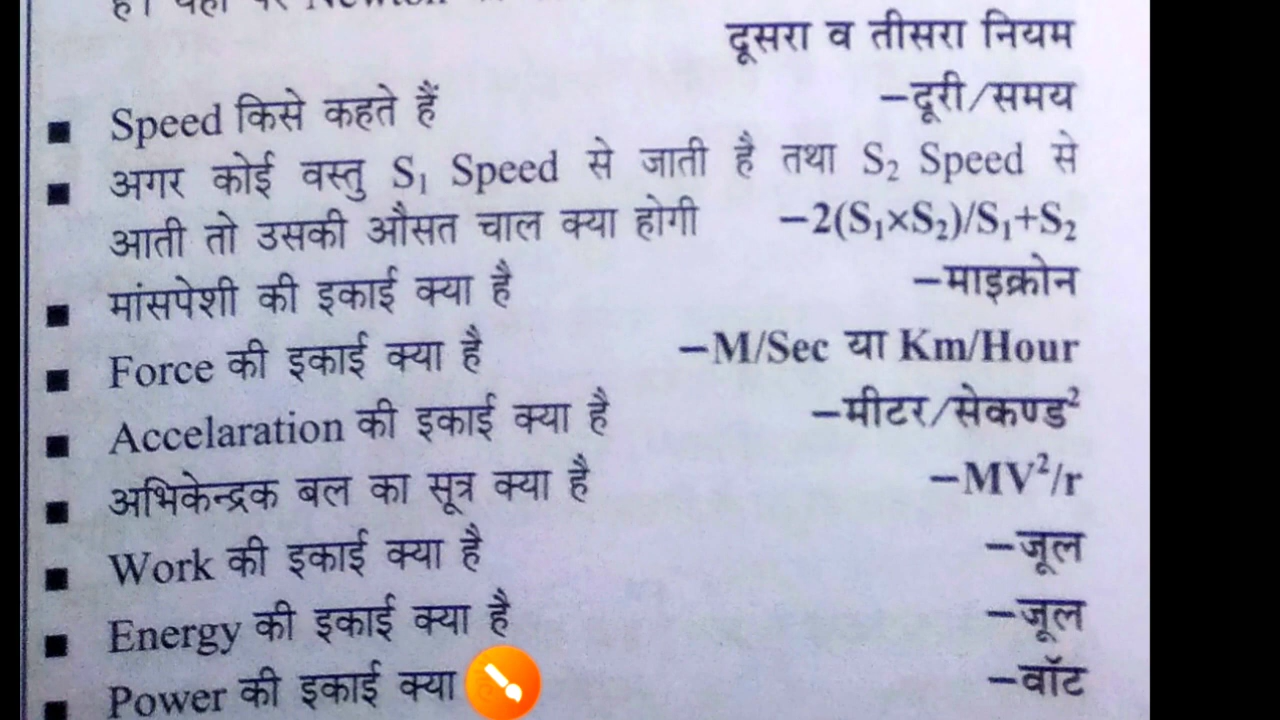 दूसरा व तीसरा नियम
■ Speed किसे कहते हैं –दूरी/समय
■ अगर कोई वस्तु S₁ Speed से जाती है तथा S₂ Speed से
आती तो उसकी औसत चाल क्या होगी –2(S₁×S₂)/S₁+S₂
■ मांसपेशी की इकाई क्या है –माइक्रोन
■ Force की इकाई क्या है –M/Sec या Km/Hour
■ Accelaration की इकाई क्या है –मीटर/सेकण्ड²
■ अभिकेन्द्रक बल का सूत्र क्या है –MV²/r
■ Work की इकाई क्या है –जूल
■ Energy की इकाई क्या है –जूल
■ Power की इकाई क्या –वॉट